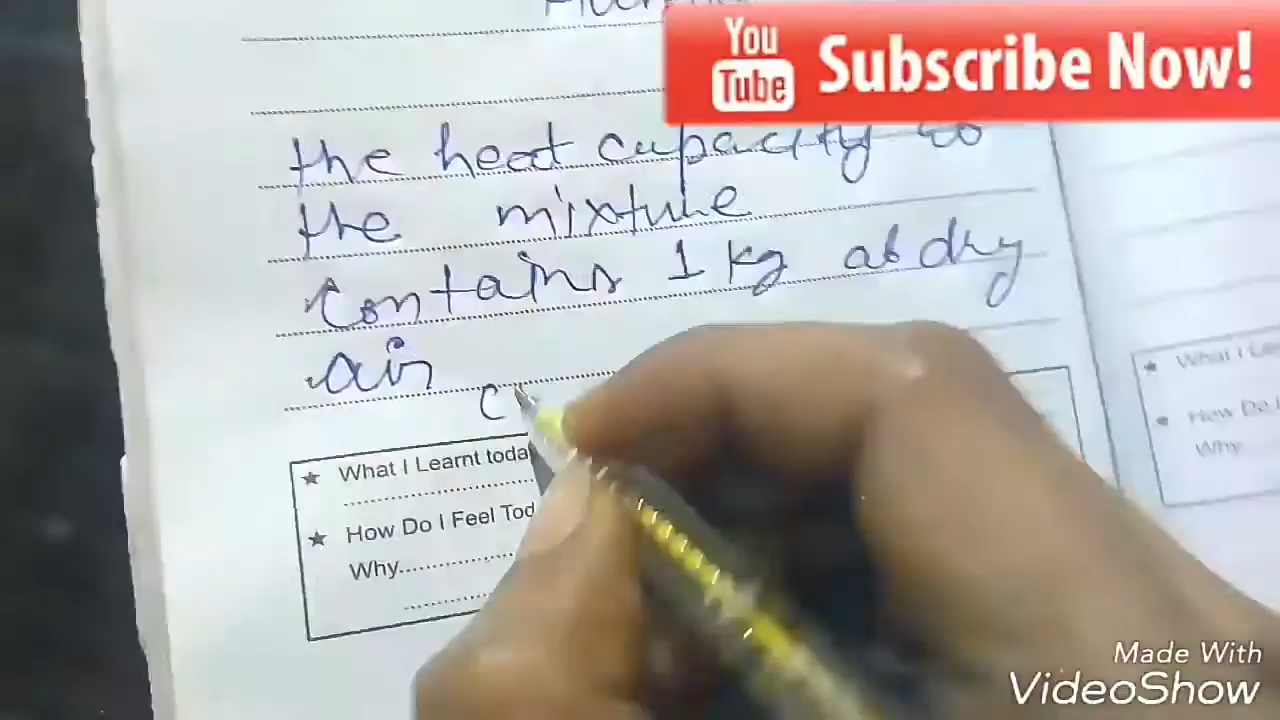 You
Tube
Subscribe Now!
the heat capacity
the mixture
Contains 1 kg of dry
air
C
★ What I Learnt toda
★ How Do I Feel Tod
Why
★ What I Le
How Do
Why
Made With
VideoShow